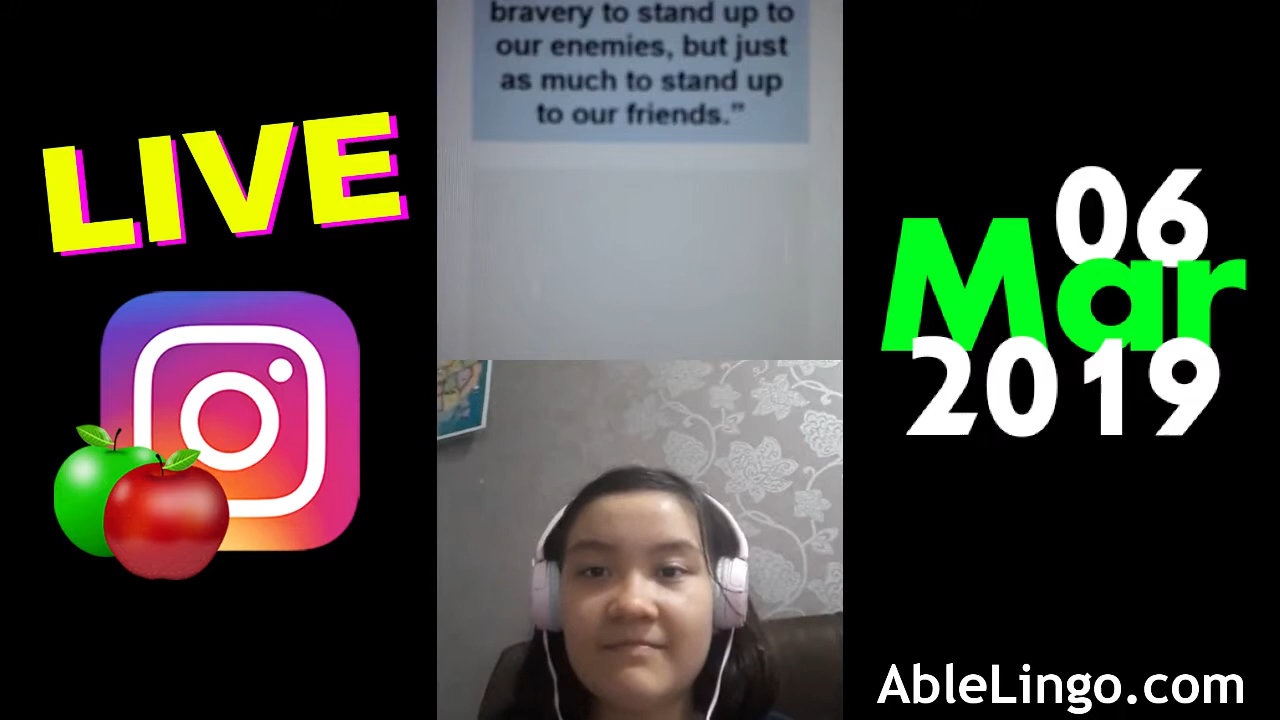 LIVE
bravery to stand up to
our enemies, but just
as much to stand up
to our friends.”
06
Mar
2019
AbleLingo.com